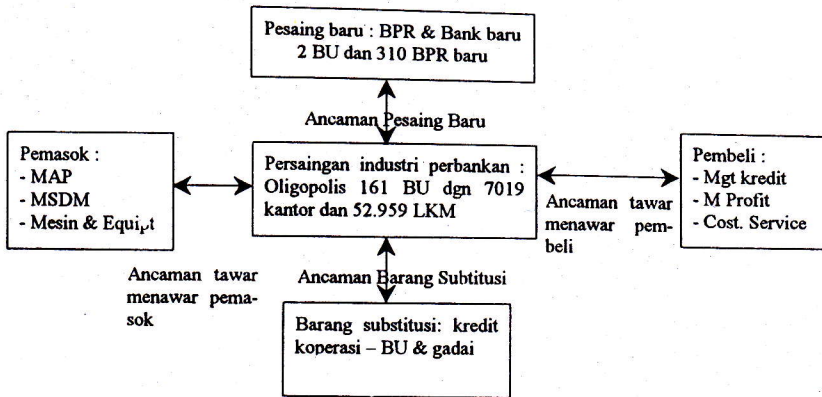 Pesaing baru : BPR & Bank baru
2 BU dan 310 BPR baru
Ancaman Pesaing Baru
Pemasok :
- MAP
- MSDM
- Mesin & Equipt
Persaingan industri perbankan :
Oligopolis 161 BU dgn 7019
kantor dan 52.959 LKM
Pembeli :
- Mgt kredit
- M Profit
- Cost. Service
Ancaman tawar
menawar pem-
beli
Ancaman tawar
menawar pema-
sok
Ancaman Barang Subtitusi
Barang substitusi: kredit
koperasi – BU & gadai